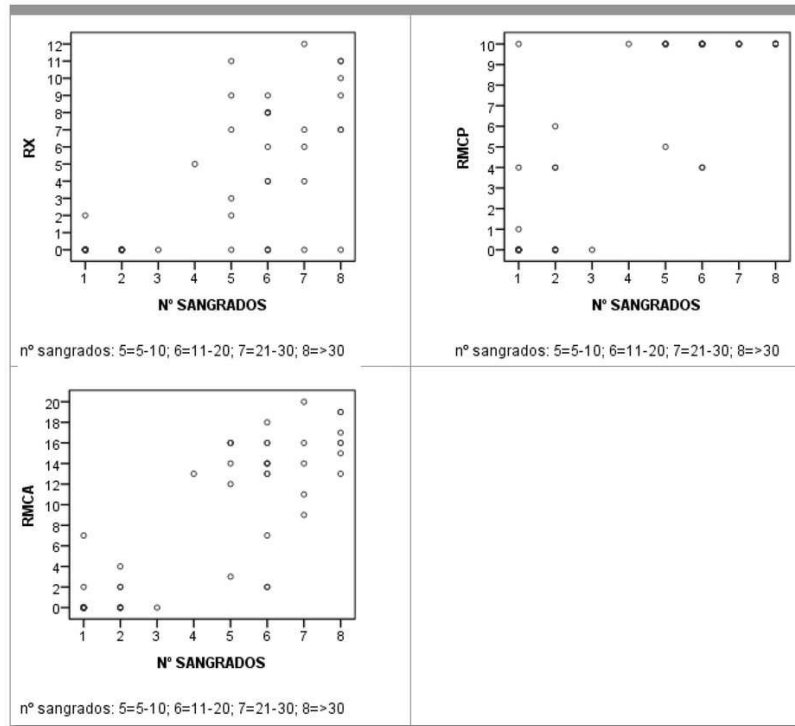 12
11
10
9
8
7
6
5
4
3
2
1
0
RX
1 2 3 4 5 6 7 8
Nº SANGRADOS
nº sangrados: 5=5-10; 6=11-20; 7=21-30; 8=>30
10
9
8
7
6
5
4
3
2
1
0
RMCP
1 2 3 4 5 6 7 8
Nº SANGRADOS
nº sangrados: 5=5-10; 6=11-20; 7=21-30; 8=>30
20
18
16
14
12
10
8
6
4
2
0
RMCA
1 2 3 4 5 6 7 8
Nº SANGRADOS
nº sangrados: 5=5-10; 6=11-20; 7=21-30; 8=>30